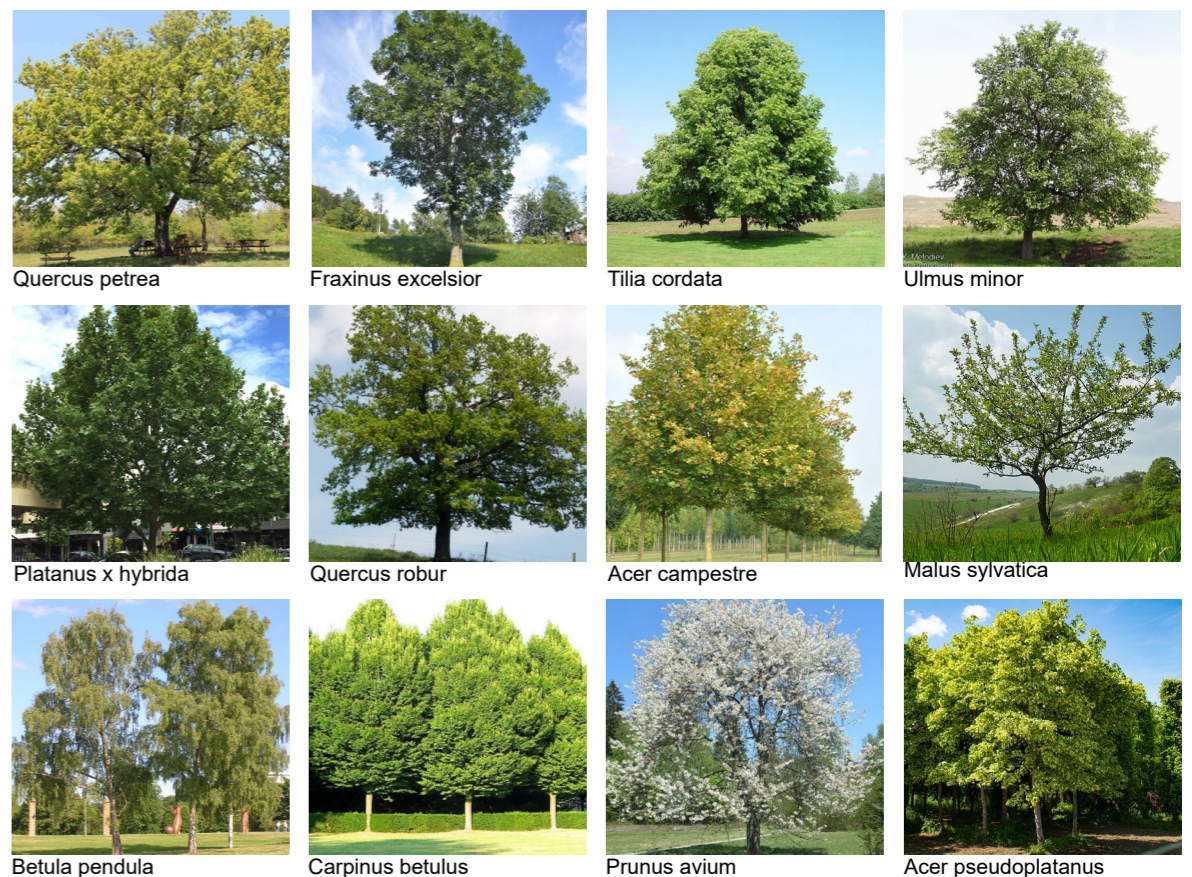 Quercus petrea
Fraxinus excelsior
Tilia cordata
Ulmus minor
Metodiev
Platanus x hybrida
Quercus robur
Acer campestre
Malus sylvatica
Betula pendula
Carpinus betulus
Prunus avium
Acer pseudoplatanus